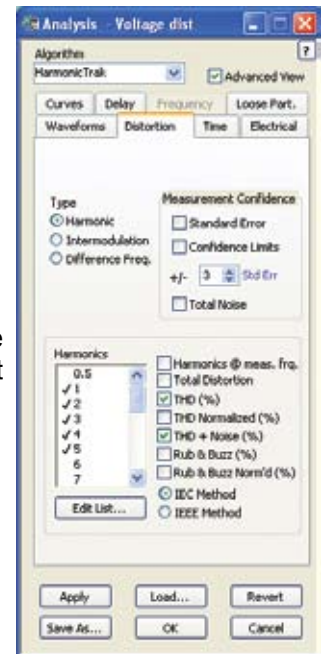 Analysis Voltage dist
Algorithm
?
HarmonicTrak
Advanced View
Curves Delay Frequency Loose Part.
Waveforms Distortion Time Electrical
Type
Harmonic
Intermodulation
Difference Freq.
Measurement Confidence
Standard Error
Confidence Limits
+/- 3 Std Err
Total Noise
e
t
Harmonics
0.5
✓ 1
✓ 2
✓ 3
✓ 4
✓ 5
6
7
Edit List...
Harmonics @ meas. frq.
Total Distortion
THD (%)
THD Normalized (%)
THD + Noise (%)
Rub & Buzz (%)
Rub & Buzz Norm'd (%)
IEC Method
IEEE Method
Apply Load... Revert
Save As... OK Cancel